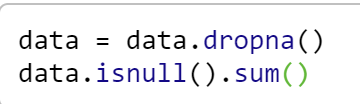 data = data.dropna()
data.isnull().sum()